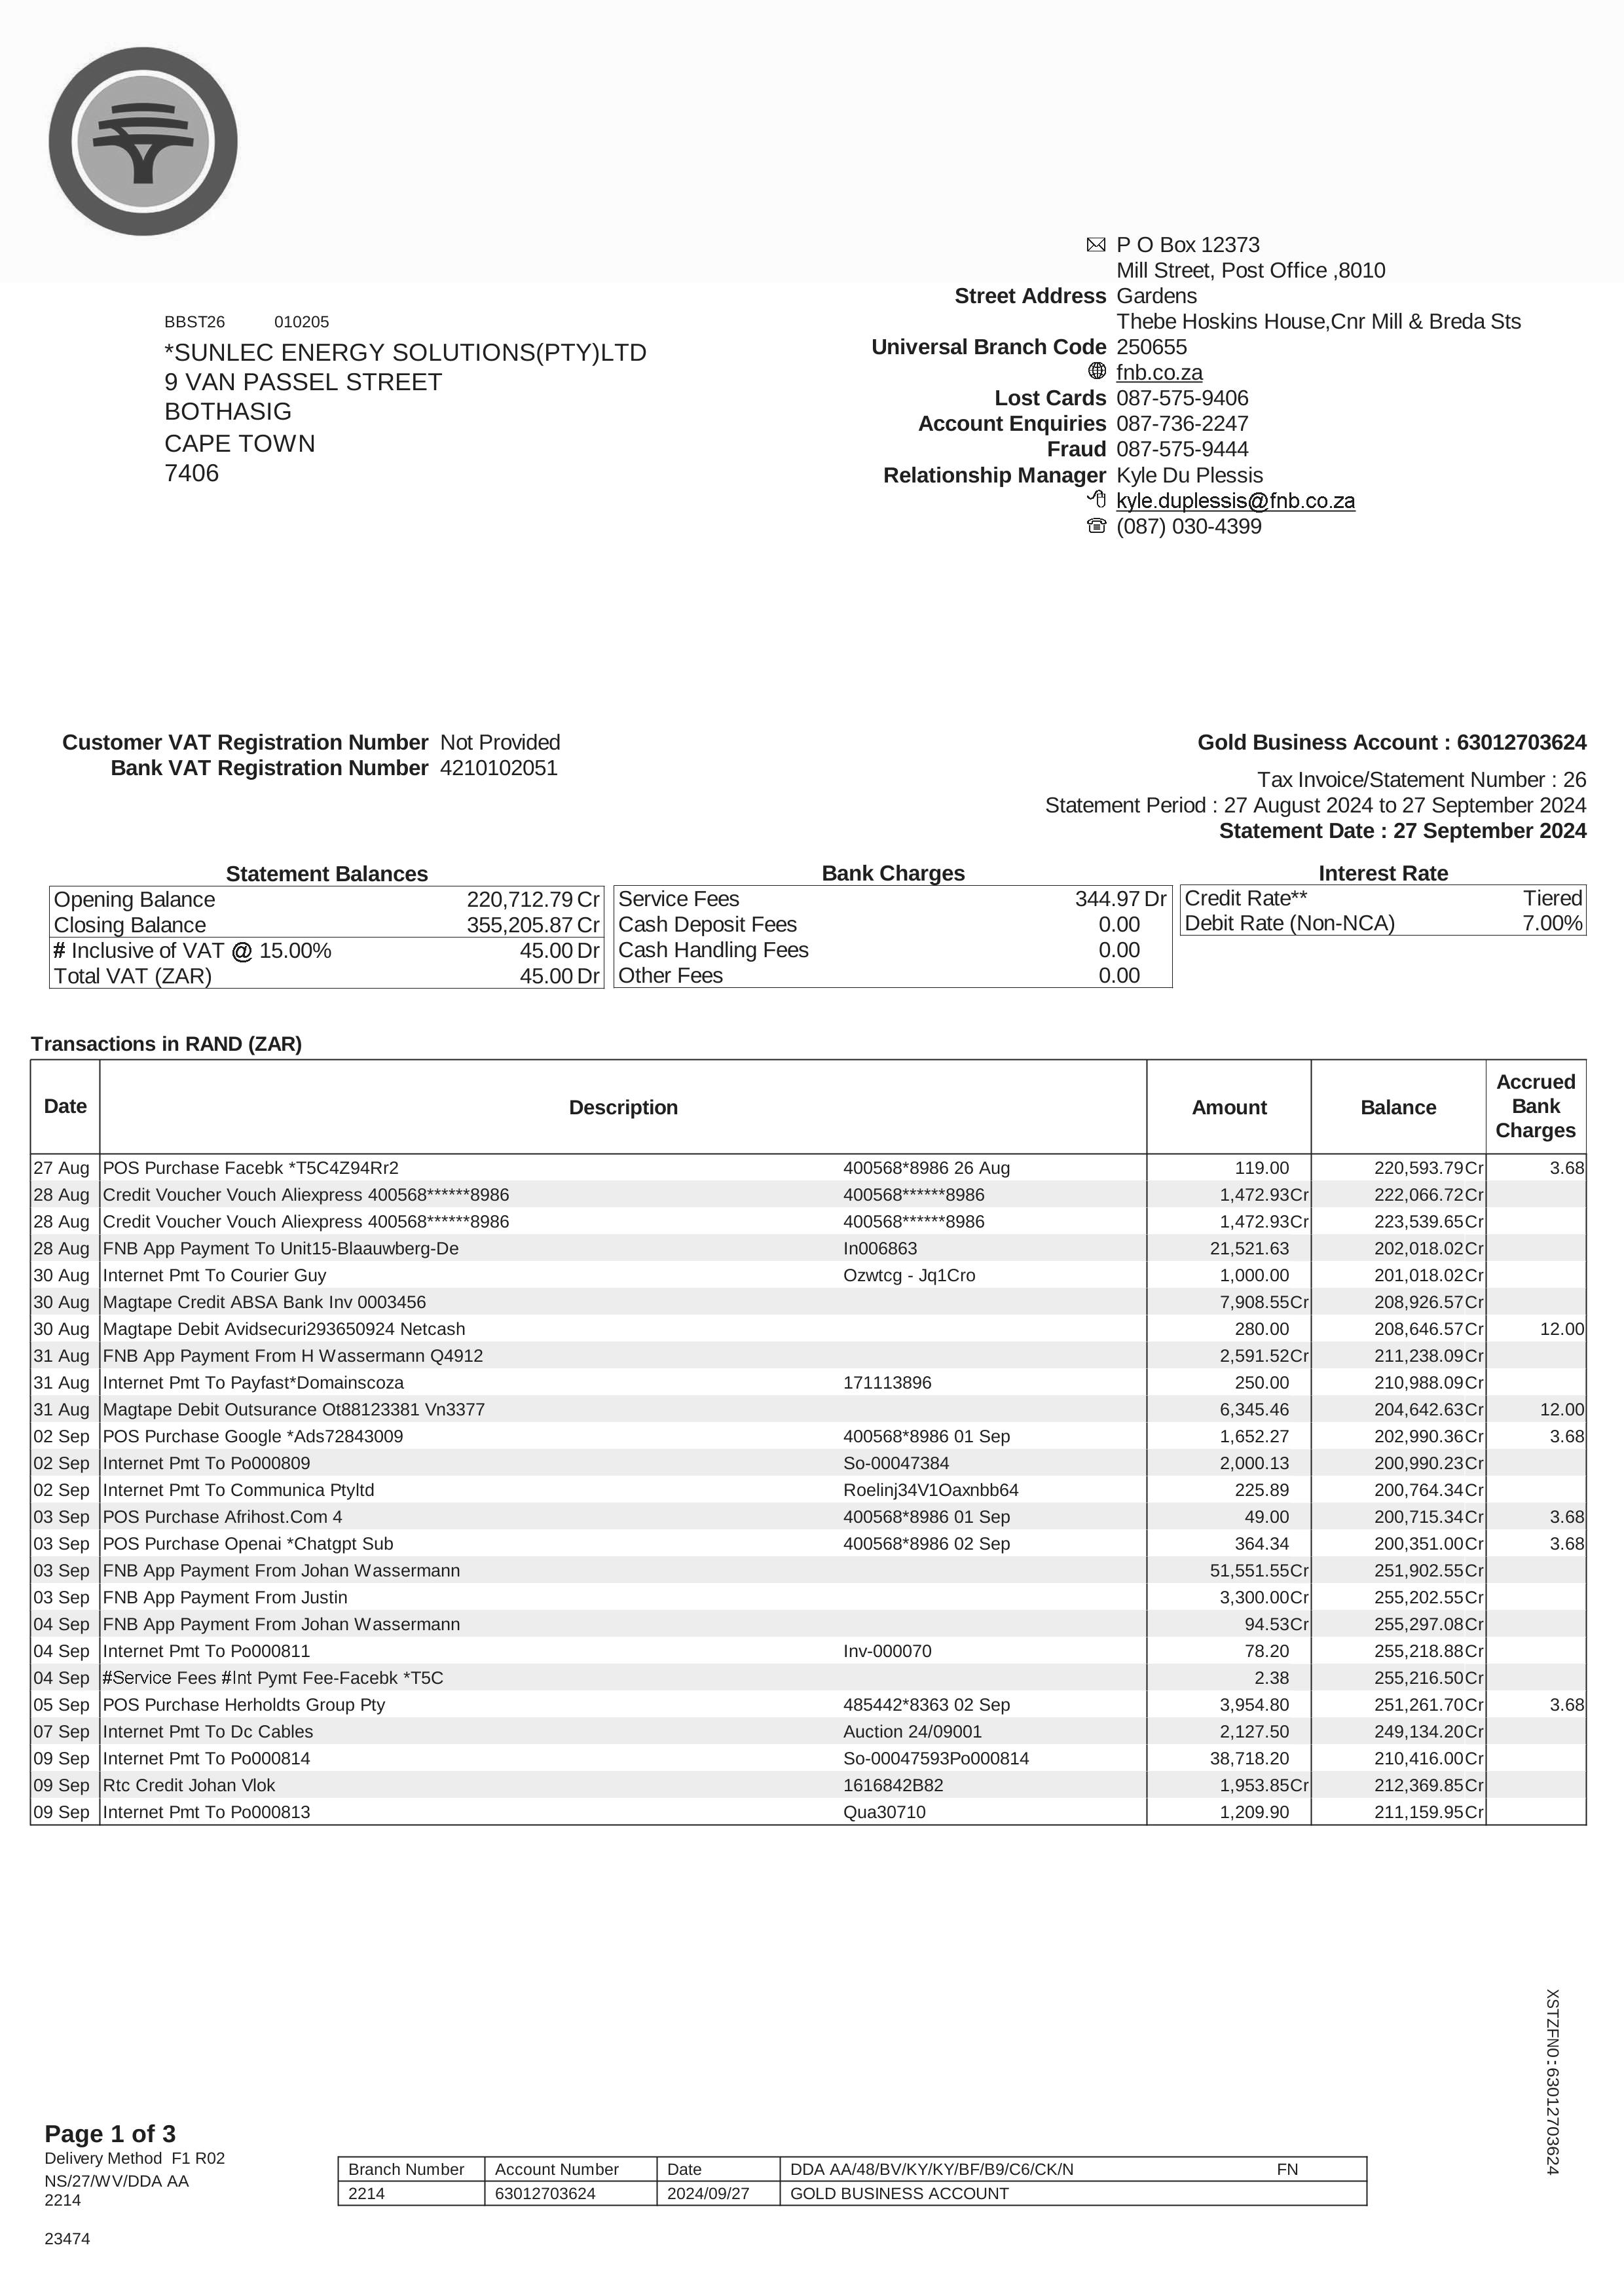 P O Box 12373
Mill Street, Post Office ,8010
Street Address Gardens
Thebe Hoskins House,Cnr Mill & Breda Sts
Universal Branch Code 250655
fnb.co.za
Lost Cards 087-575-9406
Account Enquiries 087-736-2247
Fraud 087-575-9444
Relationship Manager Kyle Du Plessis
kyle.duplessis@fnb.co.za
(087) 030-4399
BBST26 010205
*SUNLEC ENERGY SOLUTIONS(PTY)LTD
9 VAN PASSEL STREET
BOTHASIG
CAPE TOWN
7406
Customer VAT Registration Number Not Provided
Bank VAT Registration Number 4210102051
Gold Business Account : 63012703624
Tax Invoice/Statement Number : 26
Statement Period : 27 August 2024 to 27 September 2024
Statement Date : 27 September 2024
Statement Balances
Opening Balance 220,712.79 Cr
Closing Balance 355,205.87 Cr
# Inclusive of VAT @ 15.00% 45.00 Dr
Total VAT (ZAR) 45.00 Dr
Bank Charges
Service Fees 344.97 Dr
Cash Deposit Fees 0.00
Cash Handling Fees 0.00
Other Fees 0.00
Interest Rate
Credit Rate** Tiered
Debit Rate (Non-NCA) 7.00%
Transactions in RAND (ZAR)
Date Description Amount Balance Accrued Bank Charges
27 Aug POS Purchase Facebk *T5C4Z94Rr2 400568*8986 26 Aug 119.00 220,593.79Cr 3.68
28 Aug Credit Voucher Vouch Aliexpress 400568******8986 400568******8986 1,472.93Cr 222,066.72Cr
28 Aug Credit Voucher Vouch Aliexpress 400568******8986 400568******8986 1,472.93Cr 223,539.65Cr
28 Aug FNB App Payment To Unit15-Blaauwberg-De In006863 21,521.63 202,018.02Cr
30 Aug Internet Pmt To Courier Guy Ozwtcg - Jq1Cro 1,000.00 201,018.02Cr
30 Aug Magtape Credit ABSA Bank Inv 0003456 7,908.55Cr 208,926.57Cr
30 Aug Magtape Debit Avidsecuri293650924 Netcash 280.00 208,646.57Cr 12.00
31 Aug FNB App Payment From H Wassermann Q4912 2,591.52Cr 211,238.09Cr
31 Aug Internet Pmt To Payfast*Domainscoza 171113896 250.00 210,988.09Cr
31 Aug Magtape Debit Outsurance Ot88123381 Vn3377 6,345.46 204,642.63Cr 12.00
02 Sep POS Purchase Google *Ads72843009 400568*8986 01 Sep 1,652.27 202,990.36Cr 3.68
02 Sep Internet Pmt To Po000809 So-00047384 2,000.13 200,990.23Cr
02 Sep Internet Pmt To Communica Ptyltd Roelinj34V1Oaxnbb64 225.89 200,764.34Cr
03 Sep POS Purchase Afrihost.Com 4 400568*8986 01 Sep 49.00 200,715.34Cr 3.68
03 Sep POS Purchase Openai *Chatgpt Sub 400568*8986 02 Sep 364.34 200,351.00Cr 3.68
03 Sep FNB App Payment From Johan Wassermann 51,551.55Cr 251,902.55Cr
03 Sep FNB App Payment From Justin 3,300.00Cr 255,202.55Cr
04 Sep FNB App Payment From Johan Wassermann 94.53Cr 255,297.08Cr
04 Sep Internet Pmt To Po000811 Inv-000070 78.20 255,218.88Cr
04 Sep #Service Fees #Int Pymt Fee-Facebk *T5C 2.38 255,216.50Cr
05 Sep POS Purchase Herholdts Group Pty 485442*8363 02 Sep 3,954.80 251,261.70Cr 3.68
07 Sep Internet Pmt To Dc Cables Auction 24/09001 2,127.50 249,134.20Cr
09 Sep Internet Pmt To Po000814 So-00047593Po000814 38,718.20 210,416.00Cr
09 Sep Rtc Credit Johan Vlok 1616842B82 1,953.85Cr 212,369.85Cr
09 Sep Internet Pmt To Po000813 Qua30710 1,209.90 211,159.95Cr
XSTZFN0:63012703624
Page 1 of 3
Delivery Method F1 R02
NS/27/WV/DDA AA
2214
23474
Branch Number Account Number Date DDA AA/48/BV/KY/KY/BF/B9/C6/CK/N FN
2214 63012703624 2024/09/27 GOLD BUSINESS ACCOUNT